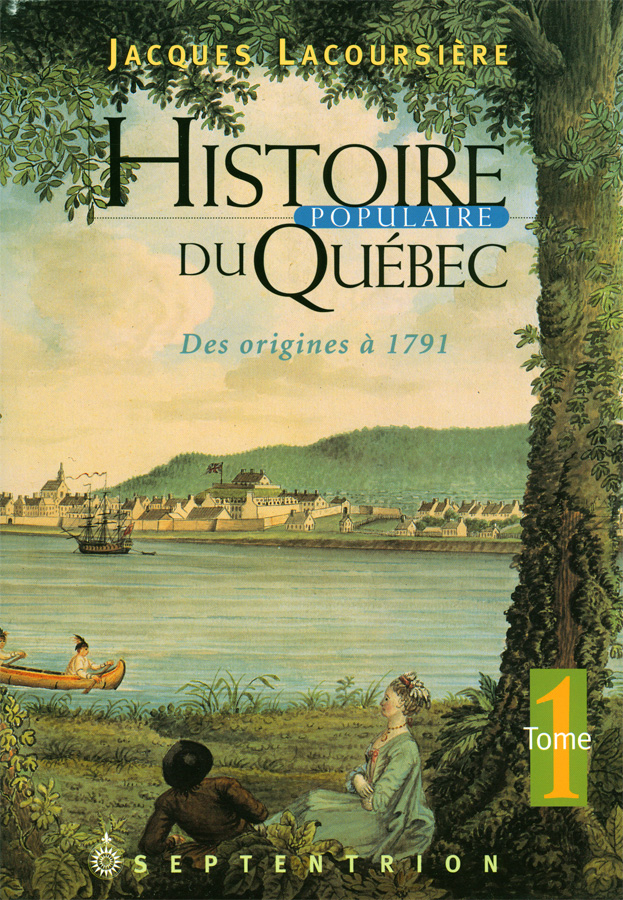 JACQUES LACOURSIÈRE
HISTOIRE
POPULAIRE
DU QUÉBEC
Des origines à 1791
Tome 1
SEPTENTRION